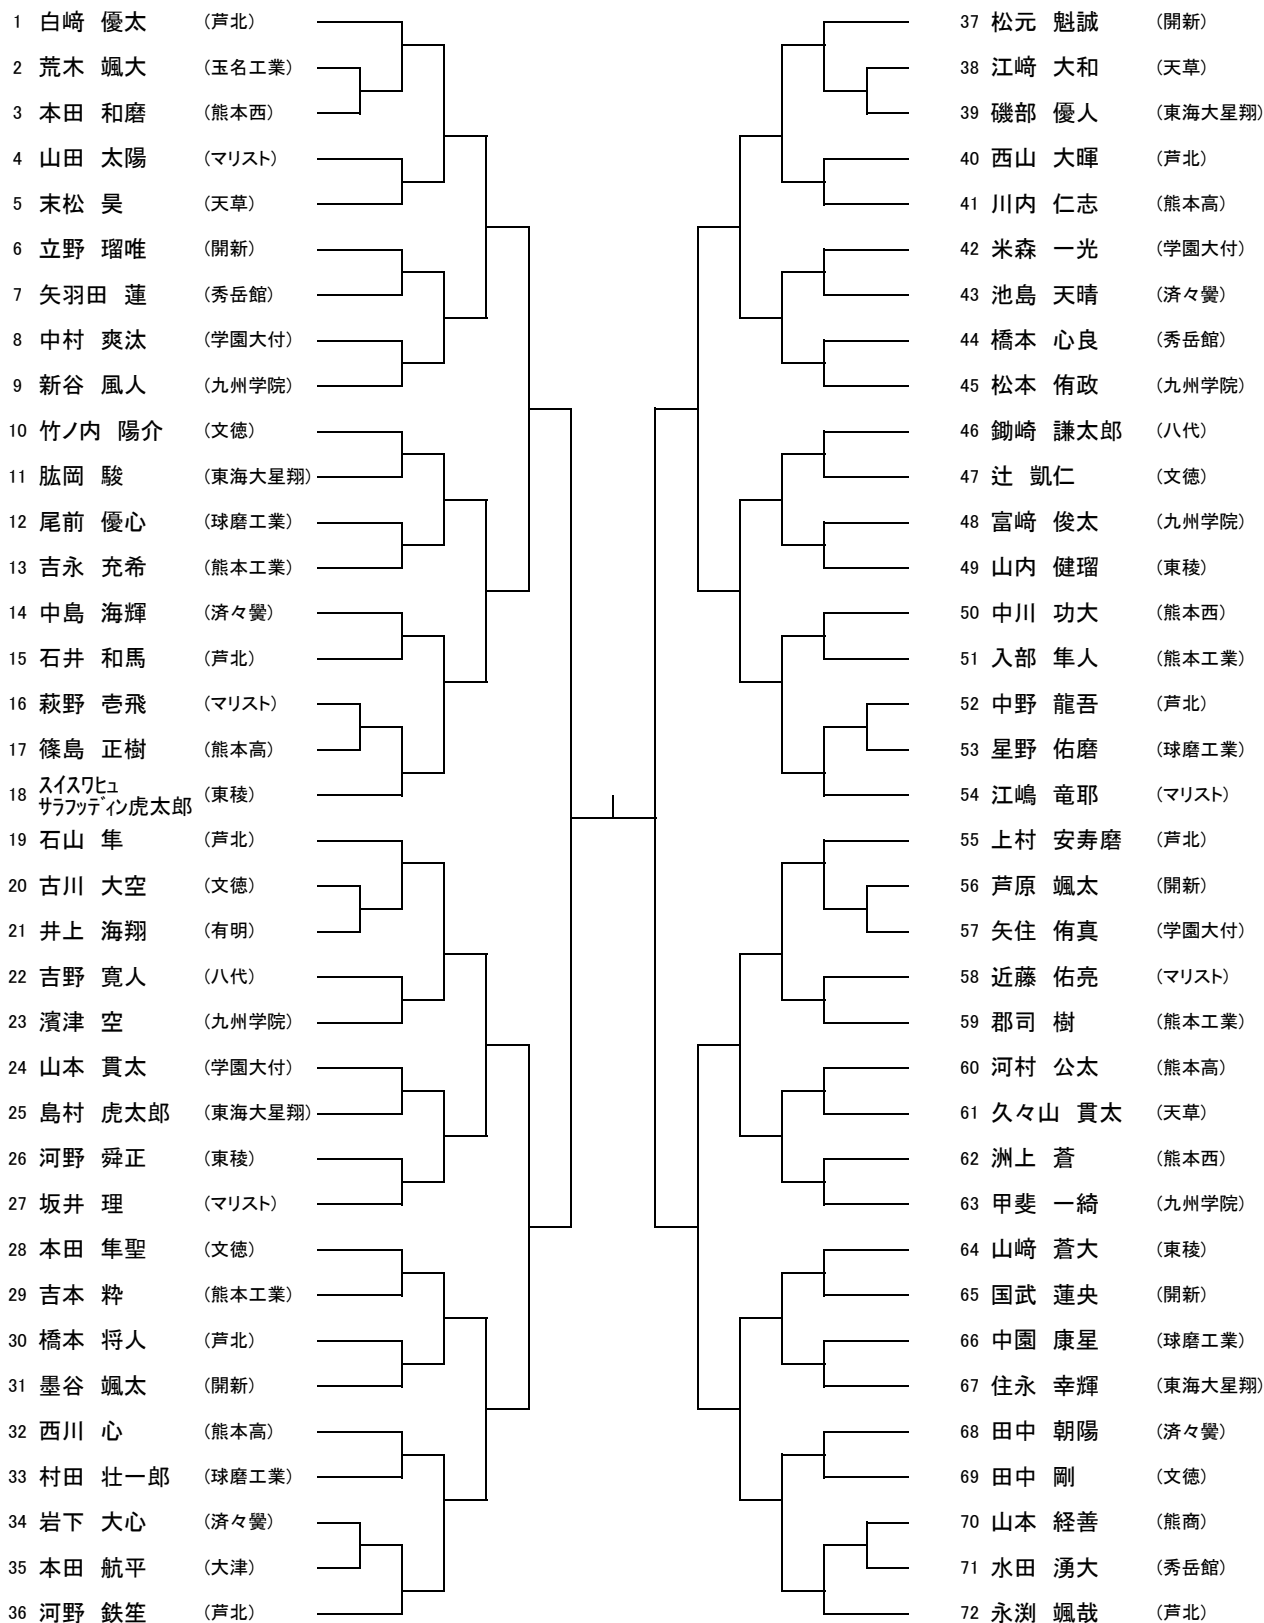 1 白﨑 優太 (芦北)
2 荒木 颯大 (玉名工業)
3 本田 和磨 (熊本西)
4 山田 太陽 (マリスト)
5 末松 昊 (天草)
6 立野 瑠唯 (開新)
7 矢羽田 蓮 (秀岳館)
8 中村 爽汰 (学園大付)
9 新谷 風人 (九州学院)
10 竹ノ内 陽介 (文徳)
11 肱岡 駿 (東海大星翔)
12 尾前 優心 (球磨工業)
13 吉永 充希 (熊本工業)
14 中島 海輝 (済々黌)
15 石井 和馬 (芦北)
16 萩野 壱飛 (マリスト)
17 篠島 正樹 (熊本高)
18 スイスワヒュ
サラフッディン虎太郎 (東稜)
19 石山 隼 (芦北)
20 古川 大空 (文徳)
21 井上 海翔 (有明)
22 吉野 寛人 (八代)
23 濱津 空 (九州学院)
24 山本 貫太 (学園大付)
25 島村 虎太郎 (東海大星翔)
26 河野 舜正 (東稜)
27 坂井 理 (マリスト)
28 本田 隼聖 (文徳)
29 吉本 粋 (熊本工業)
30 橋本 将人 (芦北)
31 墨谷 颯太 (開新)
32 西川 心 (熊本高)
33 村田 壮一郎 (球磨工業)
34 岩下 大心 (済々黌)
35 本田 航平 (大津)
36 河野 鉄笙 (芦北)
37 松元 魁誠 (開新)
38 江﨑 大和 (天草)
39 磯部 優人 (東海大星翔)
40 西山 大暉 (芦北)
41 川内 仁志 (熊本高)
42 米森 一光 (学園大付)
43 池島 天晴 (済々黌)
44 橋本 心良 (秀岳館)
45 松本 侑政 (九州学院)
46 鋤崎 謙太郎 (八代)
47 辻 凱仁 (文徳)
48 富﨑 俊太 (九州学院)
49 山内 健瑠 (東稜)
50 中川 功大 (熊本西)
51 入部 隼人 (熊本工業)
52 中野 龍吾 (芦北)
53 星野 佑磨 (球磨工業)
54 江嶋 竜耶 (マリスト)
55 上村 安寿磨 (芦北)
56 芦原 颯太 (開新)
57 矢住 侑真 (学園大付)
58 近藤 佑亮 (マリスト)
59 郡司 樹 (熊本工業)
60 河村 公太 (熊本高)
61 久々山 貫太 (天草)
62 洲上 蒼 (熊本西)
63 甲斐 一綺 (九州学院)
64 山﨑 蒼大 (東稜)
65 国武 蓮央 (開新)
66 中園 康星 (球磨工業)
67 住永 幸輝 (東海大星翔)
68 田中 朝陽 (済々黌)
69 田中 剛 (文徳)
70 山本 経善 (熊商)
71 水田 湧大 (秀岳館)
72 永渕 颯哉 (芦北)